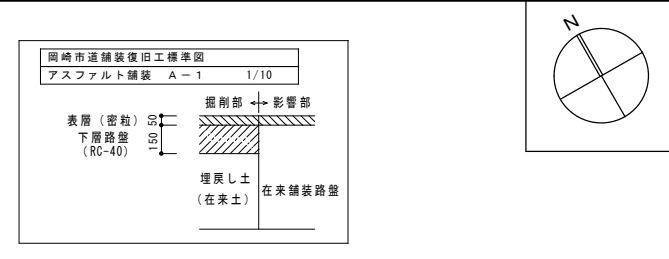 岡崎市道舗装復旧工標準図
アスファルト舗装 A－1 1/10
掘削部 ↔ 影響部
表層(密粒) 50
下層路盤 150
(RC-40)
埋戻し土
(在来土)
在来舗装路盤
N